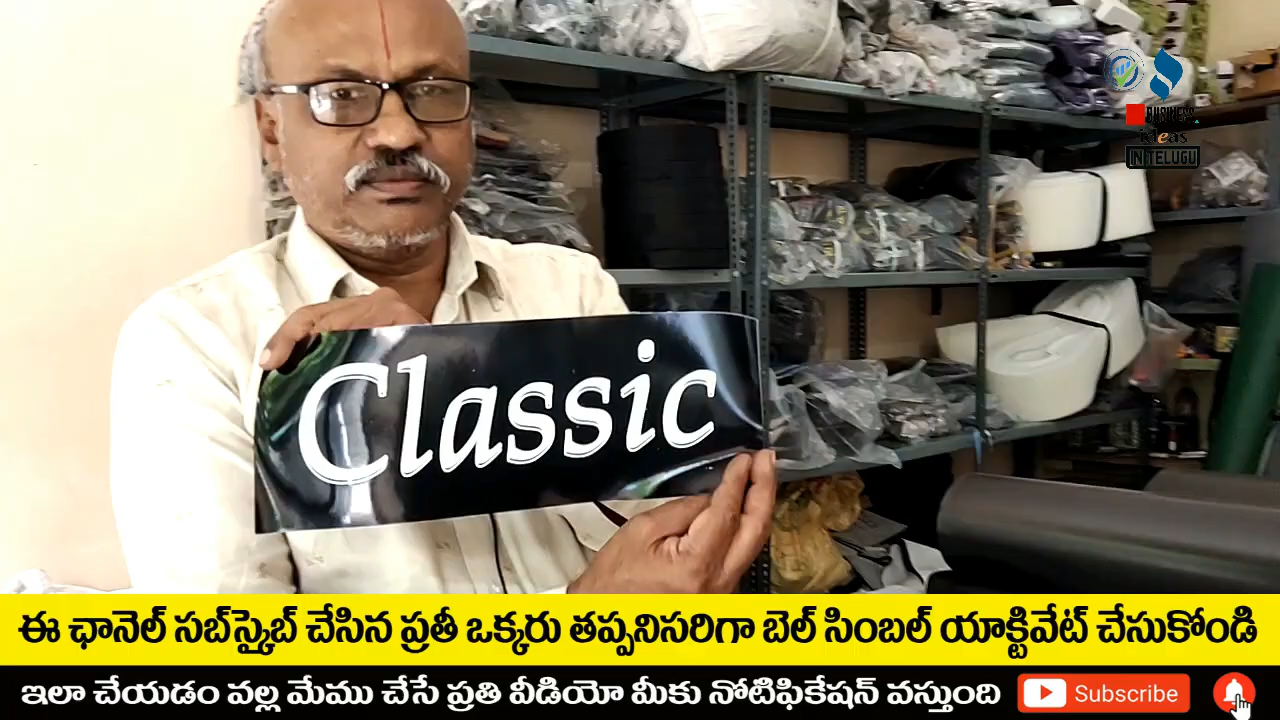 BUSINESS
ideas
IN TELUGU
Classic
ఈ ఛానెల్ సబ్‌స్క్రైబ్ చేసిన ప్రతీ ఒక్కరు తప్పనిసరిగా బెల్ సింబల్ యాక్టివేట్ చేసుకోండి
ఇలా చేయడం వల్ల మేము చేసే ప్రతి వీడియో మీకు నోటిఫికేషన్ వస్తుంది
Subscribe